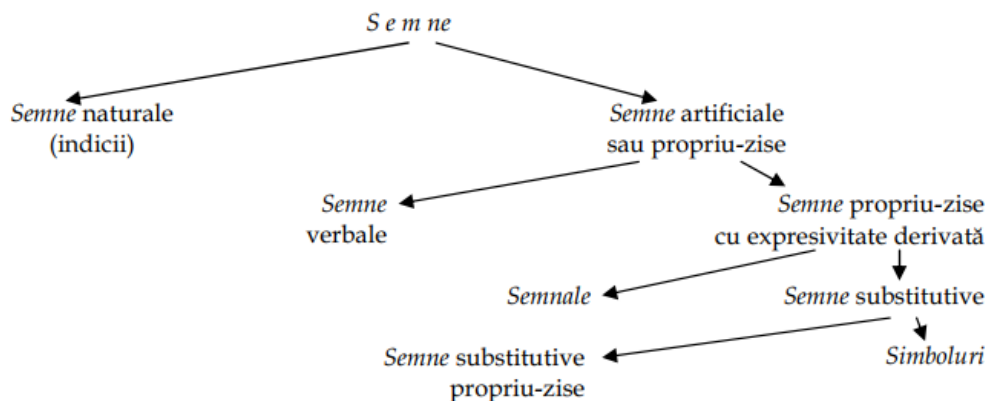 S e m ne
Semne naturale
(indicii)
Semne artificiale
sau propriu-zise
Semne
verbale
Semne propriu-zise
cu expresivitate derivată
Semnale
Semne substitutive
Semne substitutive
propriu-zise
Simboluri